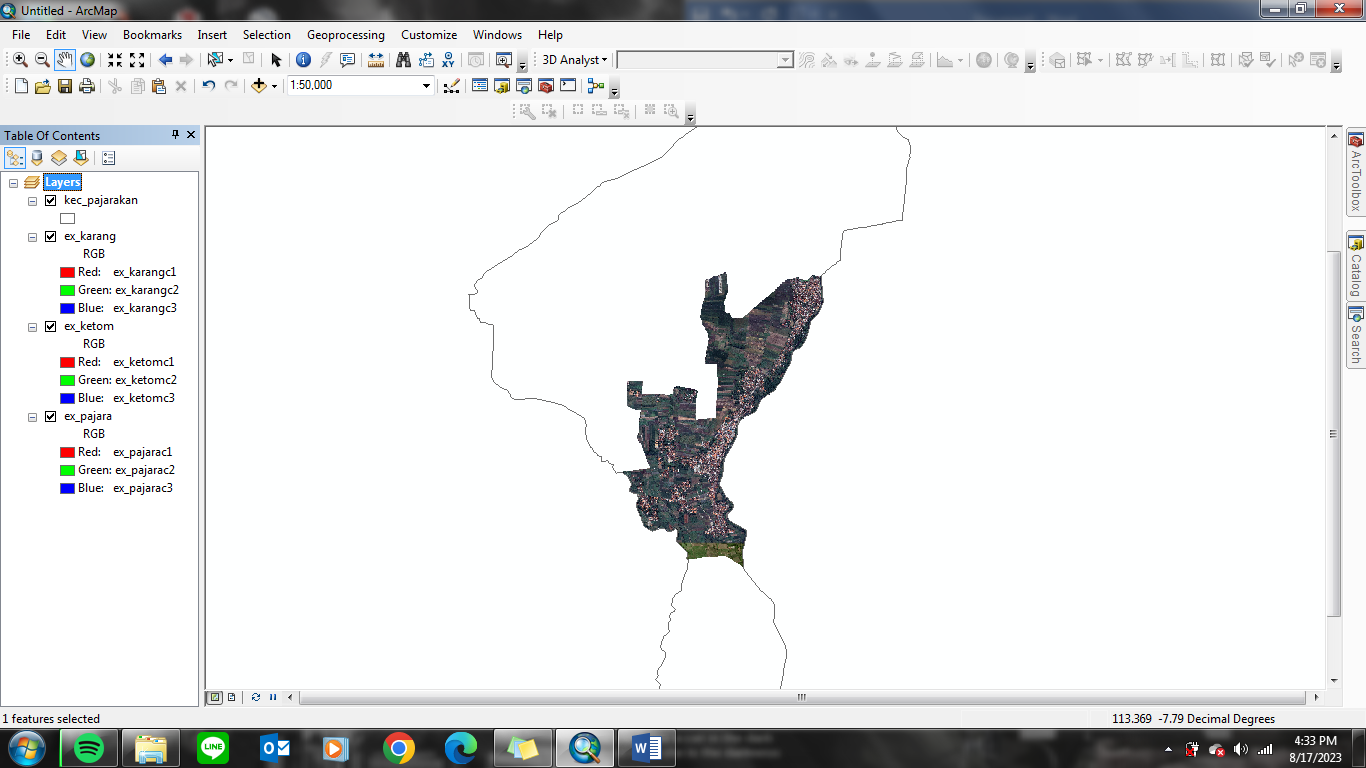 Untitled - ArcMap
File Edit View Bookmarks Insert Selection Geoprocessing Customize Windows Help
3D Analyst
1:50,000
Table Of Contents
Layers
kec_pajarakan
ex_karang
RGB
Red: ex_karangc1
Green: ex_karangc2
Blue: ex_karangc3
ex_ketom
RGB
Red: ex_ketomc1
Green: ex_ketomc2
Blue: ex_ketomc3
ex_pajara
RGB
Red: ex_pajarac1
Green: ex_pajarac2
Blue: ex_pajarac3
ArcToolbox
Catalog
Search
1 features selected
113.369 -7.79 Decimal Degrees
LINE
4:33 PM
8/17/2023